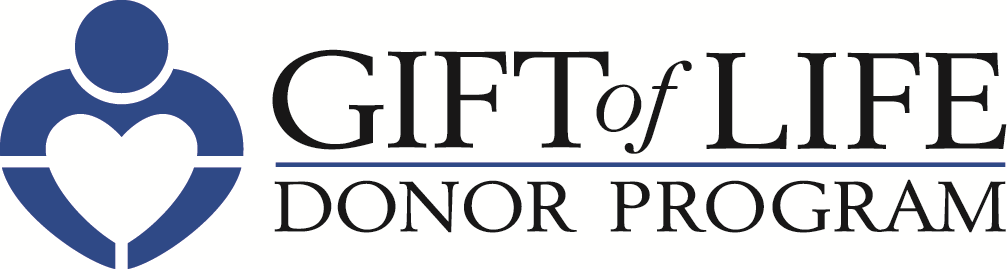 GIFT of LIFE
DONOR PROGRAM